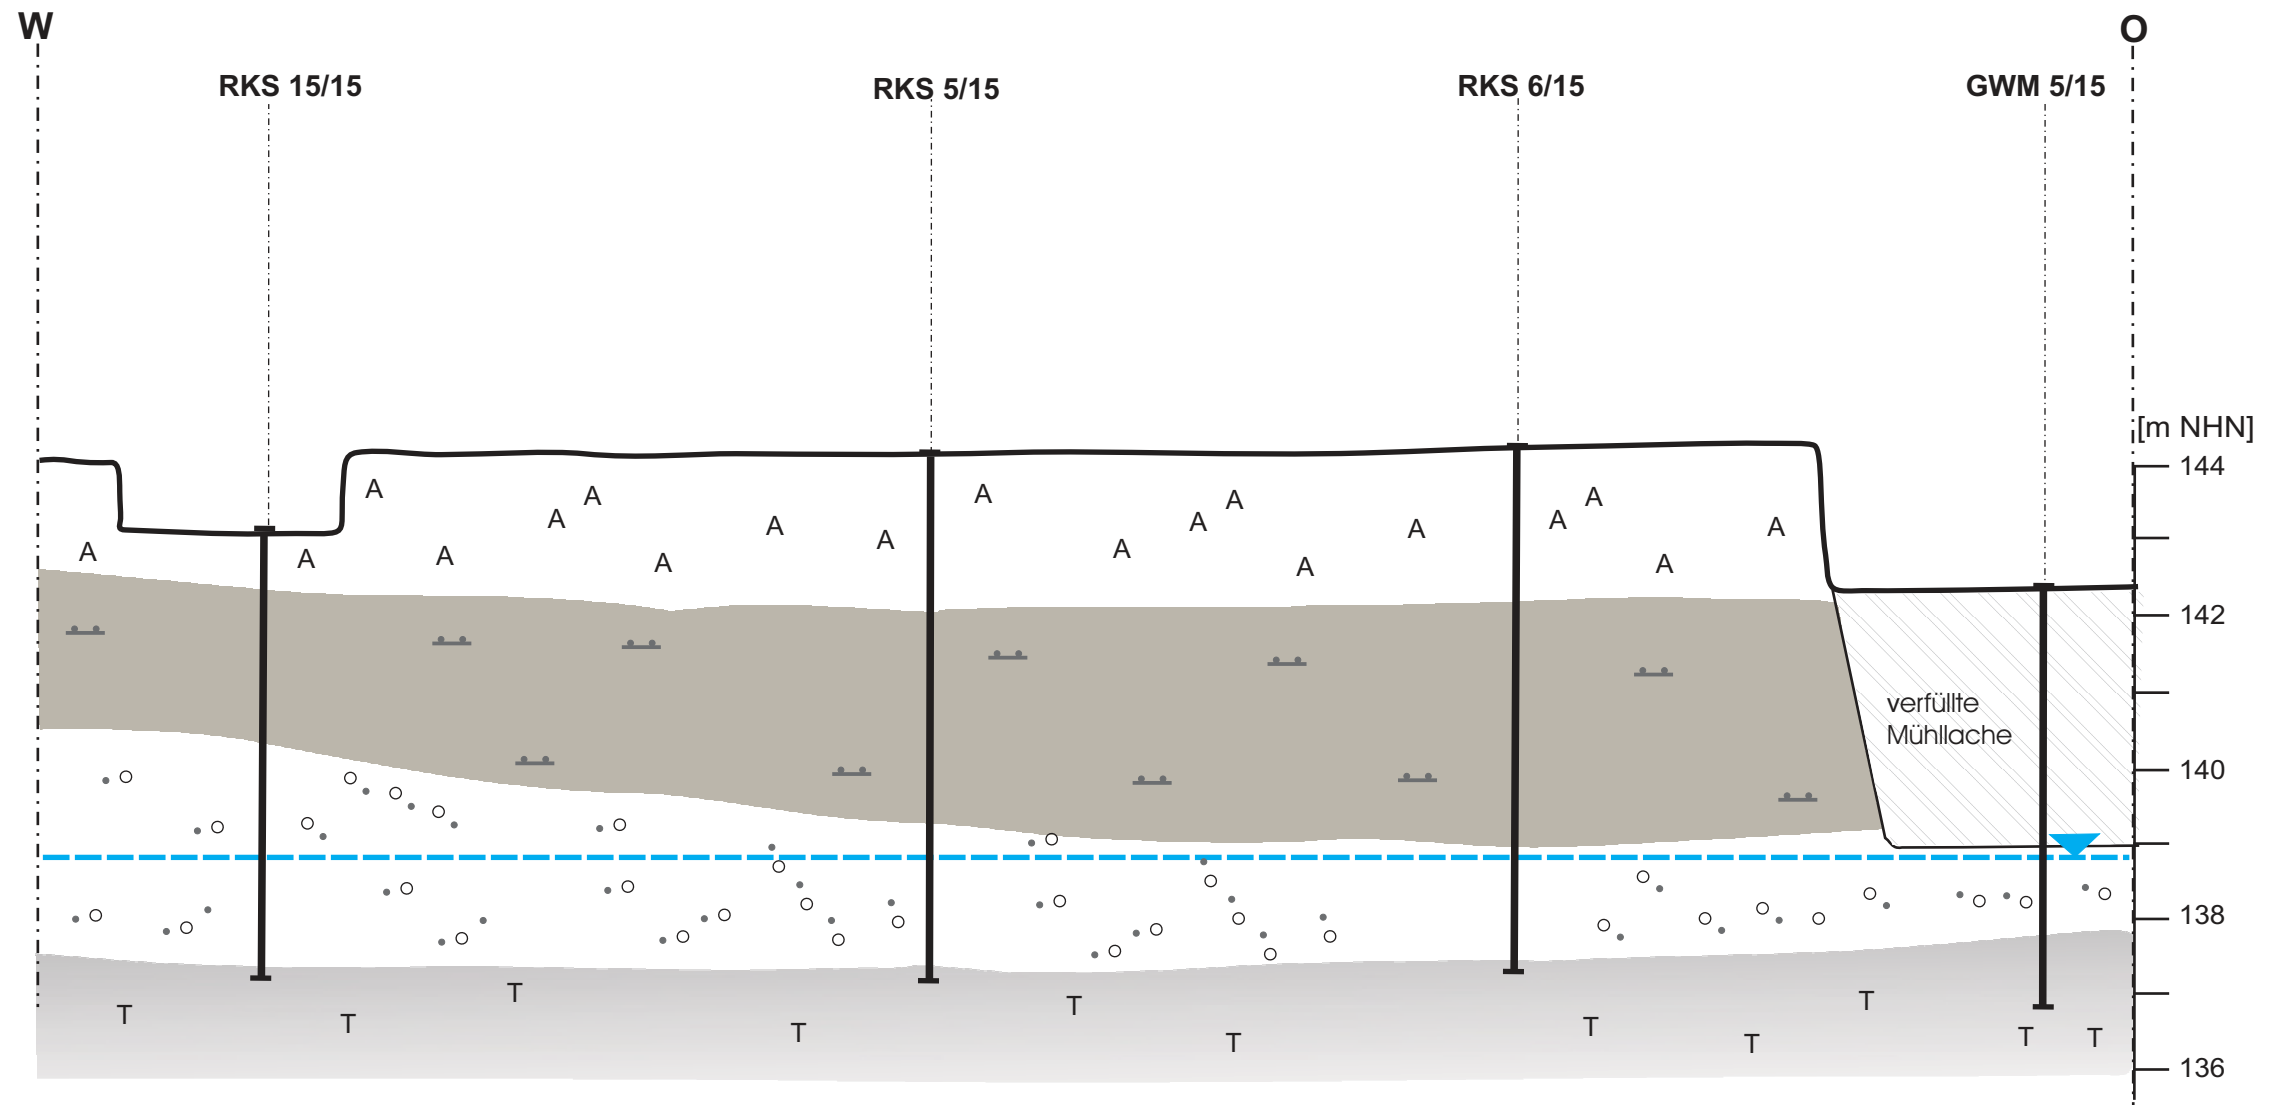 W
O
RKS 15/15
RKS 5/15
RKS 6/15
GWM 5/15
[m NHN]
144
A A A A A A A A A A A
A A A A A A A A A A
142
verfüllte
Mühllache
140
138
T T T T T T T T T T
136